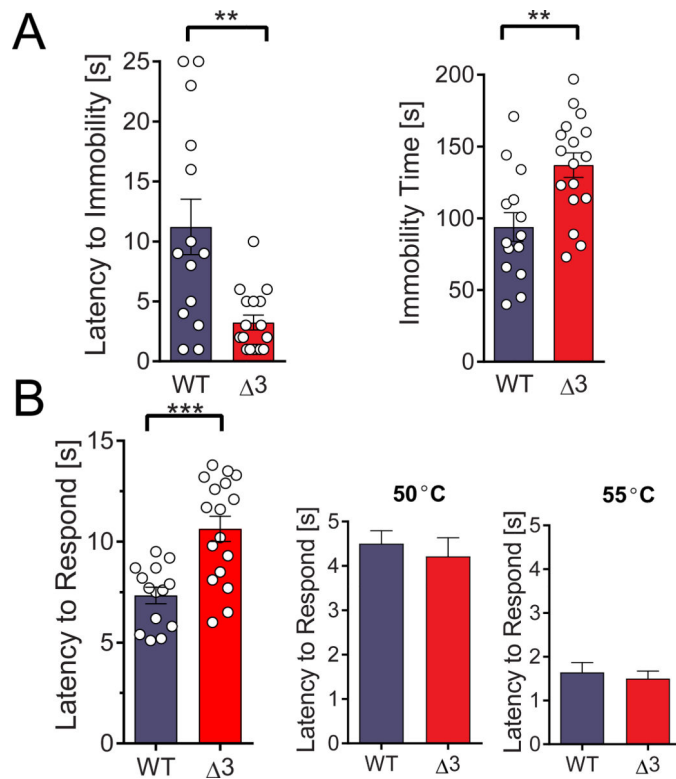 A
**
Latency to Immobility [s]
25
20
15
10
5
0
WT Δ3
**
Immobility Time [s]
200
150
100
50
0
WT Δ3
B
***
Latency to Respond [s]
15
10
5
0
WT Δ3
50°C
Latency to Respond [s]
5
4
3
2
1
0
WT Δ3
55°C
Latency to Respond [s]
5
4
3
2
1
0
WT Δ3